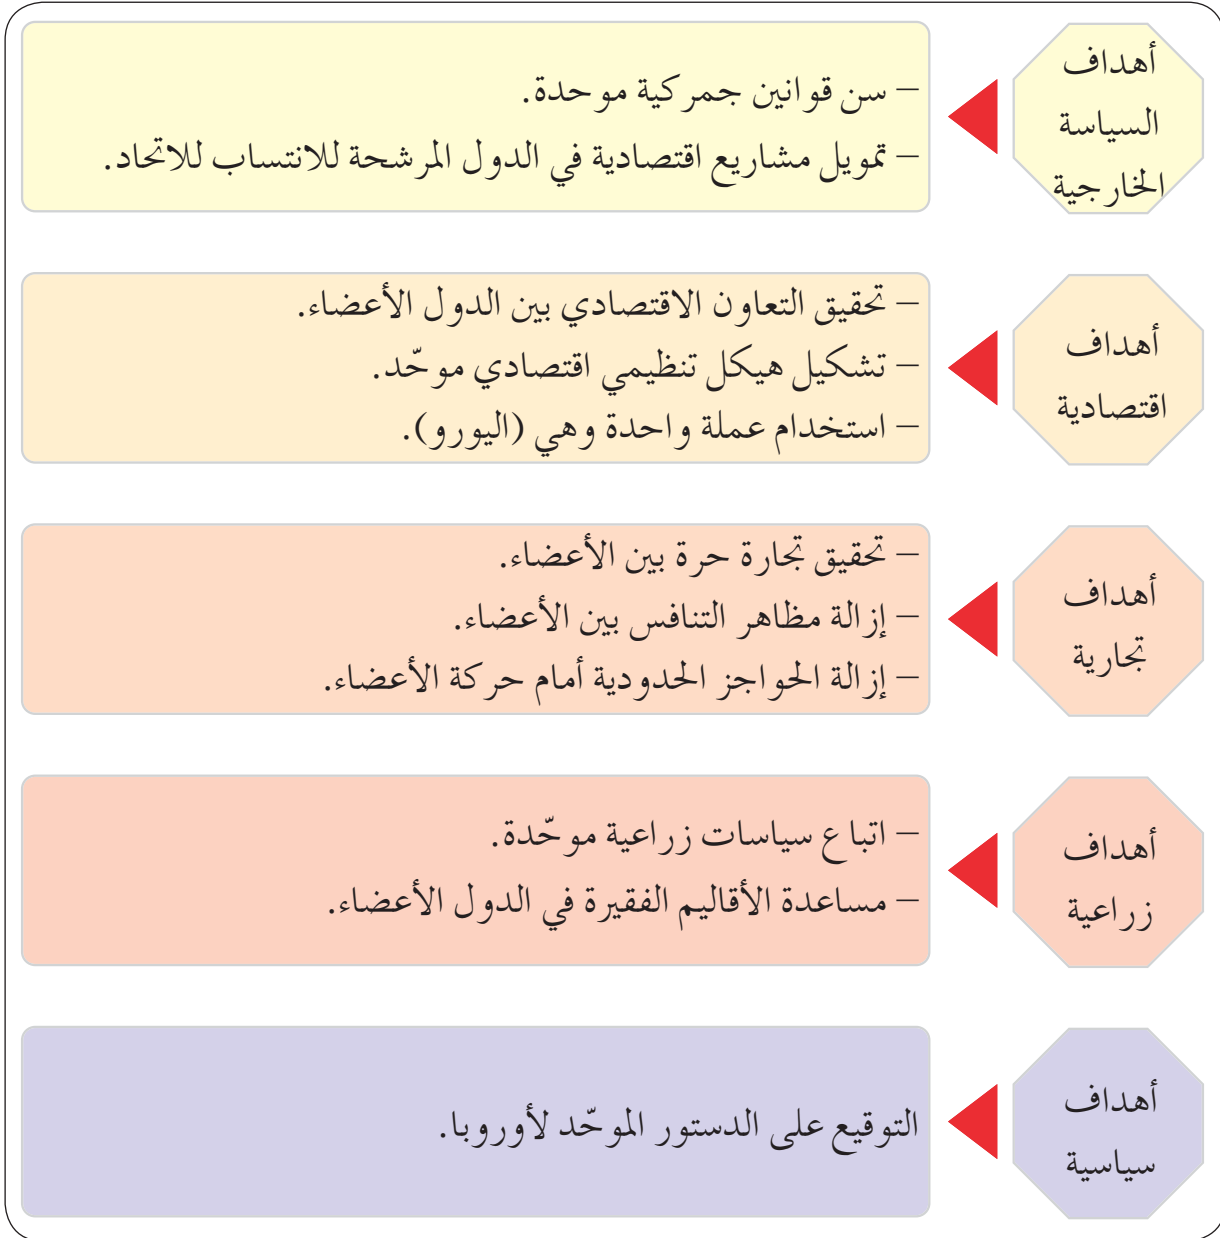 أهداف
السياسة
الخارجية
– سن قوانين جمركية موحدة.
– تمويل مشاريع اقتصادية في الدول المرشحة للانتساب للاتحاد.
أهداف
اقتصادية
– تحقيق التعاون الاقتصادي بين الدول الأعضاء.
– تشكيل هيكل تنظيمي اقتصادي موحّد.
– استخدام عملة واحدة وهي (اليورو).
أهداف
تجارية
– تحقيق تجارة حرة بين الأعضاء.
– إزالة مظاهر التنافس بين الأعضاء.
– إزالة الحواجز الحدودية أمام حركة الأعضاء.
أهداف
زراعية
– اتباع سياسات زراعية موحّدة.
– مساعدة الأقاليم الفقيرة في الدول الأعضاء.
أهداف
سياسية
التوقيع على الدستور الموحّد لأوروبا.